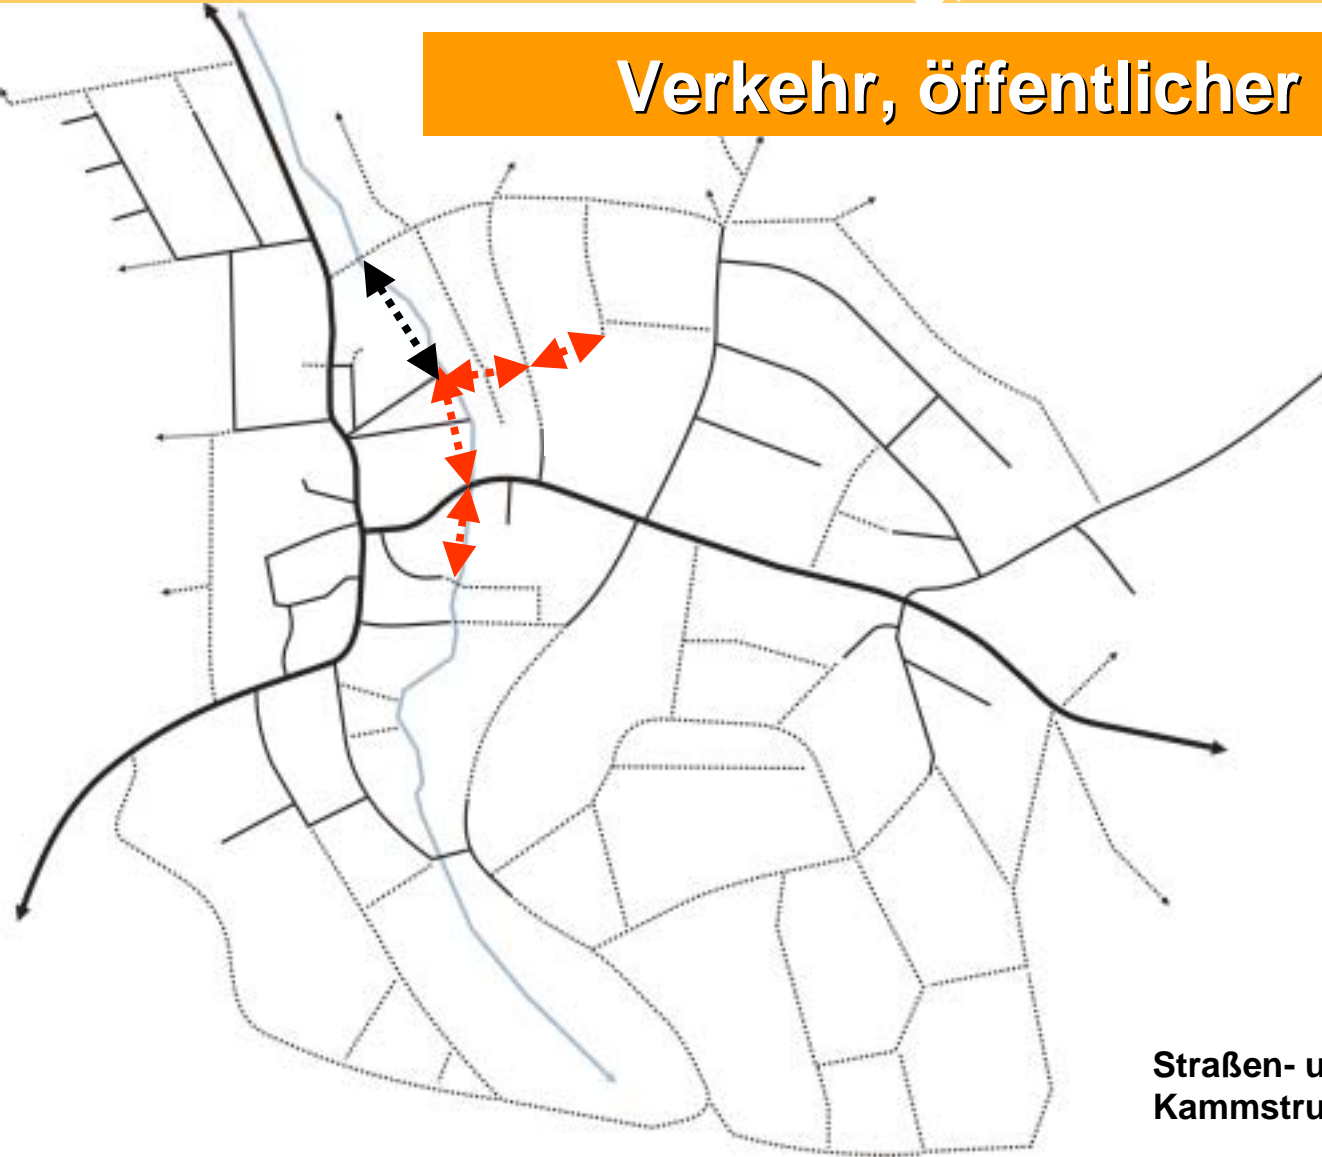 Verkehr, öffentlicher
Straßen- u
Kammstru